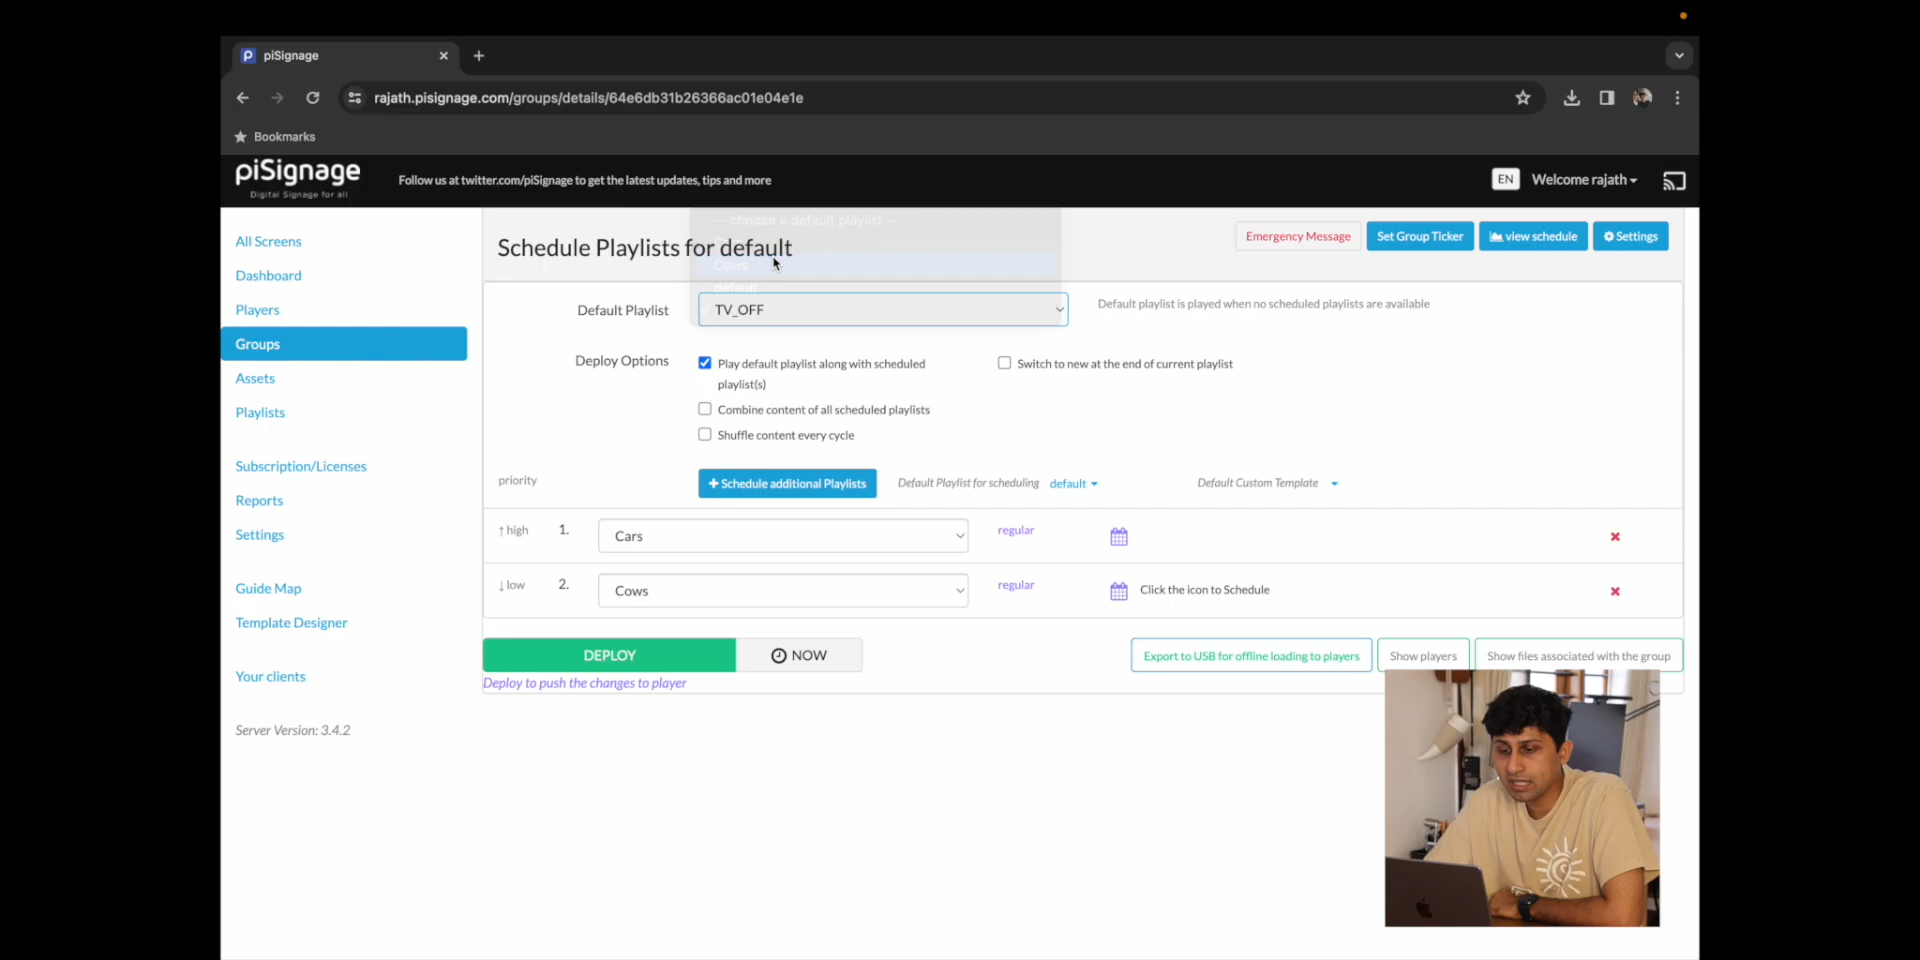 piSignage
rajath.pisignage.com/groups/details/64e6db31b26366ac01e04e1e
Bookmarks
piSignage
Digital Signage for all
Follow us at twitter.com/piSignage to get the latest updates, tips and more
EN
Welcome rajath
All Screens
Dashboard
Players
Groups
Assets
Playlists
Subscription/Licenses
Reports
Settings
Guide Map
Template Designer
Your clients
Server Version: 3.4.2
-- choose a default playlist --
Schedule Playlists for default
Cows
default
Emergency Message
Set Group Ticker
view schedule
Settings
Default Playlist
TV_OFF
Default playlist is played when no scheduled playlists are available
Deploy Options
Play default playlist along with scheduled
playlist(s)
Switch to new at the end of current playlist
Combine content of all scheduled playlists
Shuffle content every cycle
priority
Schedule additional Playlists
Default Playlist for scheduling default
Default Custom Template
↑ high 1. Cars regular
↓ low 2. Cows regular Click the icon to Schedule
DEPLOY
NOW
Export to USB for offline loading to players
Show players
Show files associated with the group
Deploy to push the changes to player